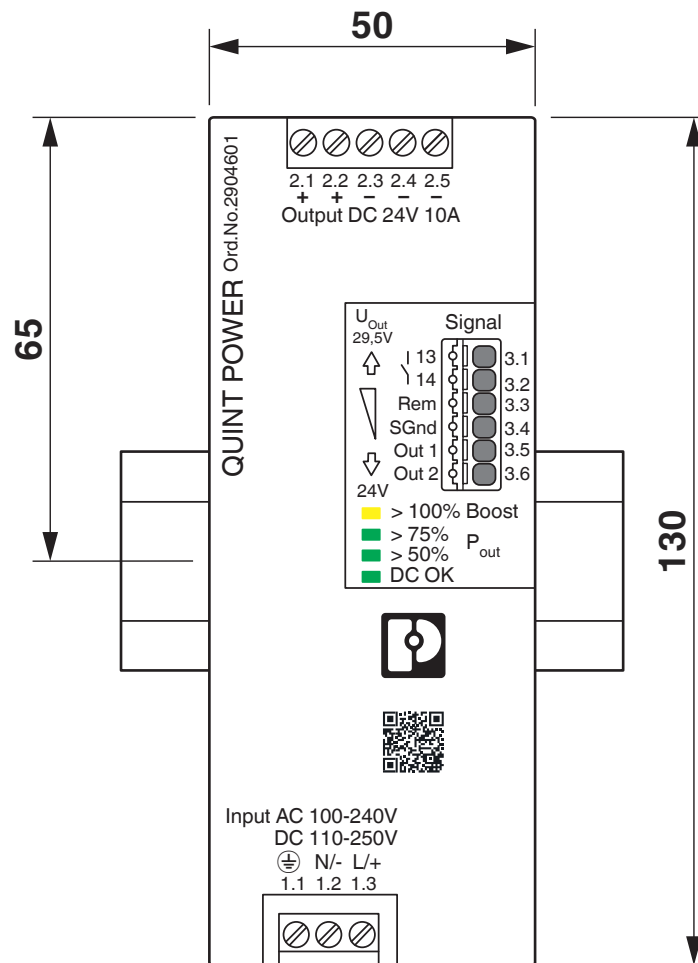 50
65
130
QUINT POWER Ord.No.2904601
2.1 2.2 2.3 2.4 2.5
+ + − − −
Output DC 24V 10A
U_Out
29,5V
24V
Signal
13 3.1
14 3.2
Rem 3.3
SGnd 3.4
Out 1 3.5
Out 2 3.6
> 100% Boost
> 75%
> 50%
P_out
DC OK
Input AC 100-240V
DC 110-250V
N/- L/+
1.1 1.2 1.3